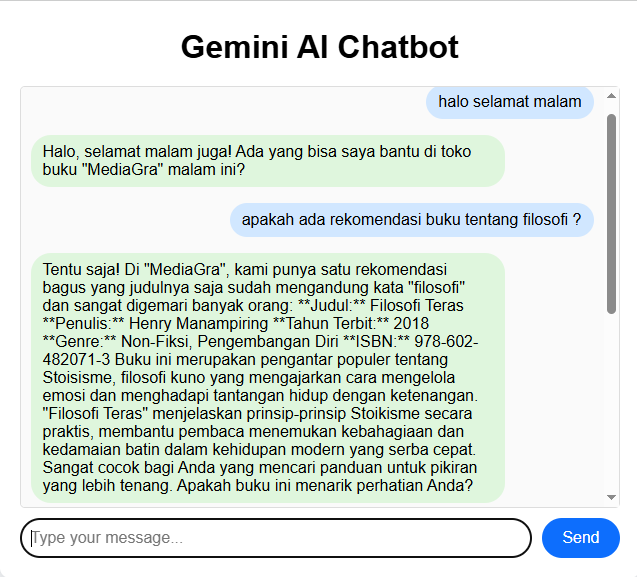 Gemini AI Chatbot
halo selamat malam
Halo, selamat malam juga! Ada yang bisa saya bantu di toko
buku "MediaGra" malam ini?
apakah ada rekomendasi buku tentang filosofi ?
Tentu saja! Di "MediaGra", kami punya satu rekomendasi
bagus yang judulnya saja sudah mengandung kata "filosofi"
dan sangat digemari banyak orang: **Judul:** Filosofi Teras
**Penulis:** Henry Manampiring **Tahun Terbit:** 2018
**Genre:** Non-Fiksi, Pengembangan Diri **ISBN:** 978-602-
482071-3 Buku ini merupakan pengantar populer tentang
Stoisisme, filosofi kuno yang mengajarkan cara mengelola
emosi dan menghadapi tantangan hidup dengan ketenangan.
"Filosofi Teras" menjelaskan prinsip-prinsip Stoikisme secara
praktis, membantu pembaca menemukan kebahagiaan dan
kedamaian batin dalam kehidupan modern yang serba cepat.
Sangat cocok bagi Anda yang mencari panduan untuk pikiran
yang lebih tenang. Apakah buku ini menarik perhatian Anda?
Type your message...
Send